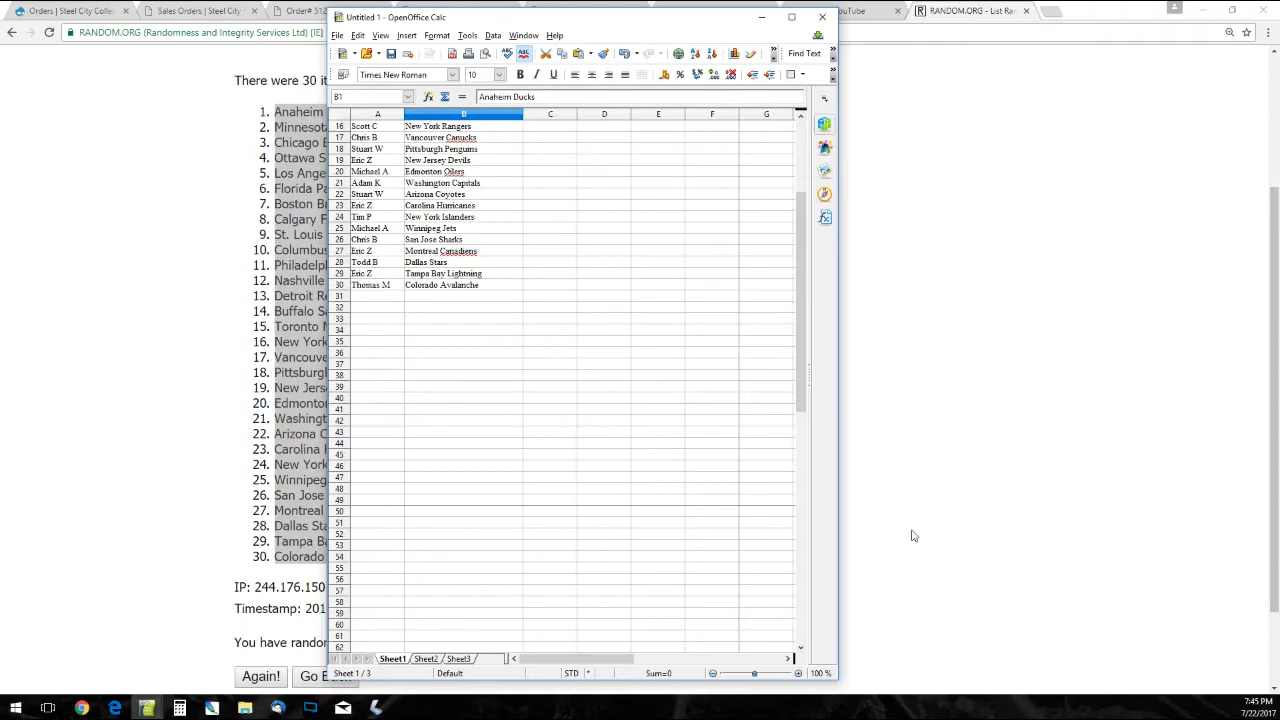 Orders | Steel City Colle
Sales Orders | Steel City
Order# 51
YouTube
RANDOM.ORG - List Ran
RANDOM.ORG (Randomness and Integrity Services Ltd) [IE]
Untitled 1 - OpenOffice Calc
File Edit View Insert Format Tools Data Window Help
Find Text
Times New Roman 10
B1 Anaheim Ducks
A B C D E F G
16 Scott C New York Rangers
17 Chris B Vancouver Canucks
18 Stuart W Pittsburgh Penguins
19 Eric Z New Jersey Devils
20 Michael A Edmonton Oilers
21 Adam K Washington Capitals
22 Stuart W Arizona Coyotes
23 Eric Z Carolina Hurricanes
24 Tim P New York Islanders
25 Michael A Winnipeg Jets
26 Chris B San Jose Sharks
27 Eric Z Montreal Canadiens
28 Todd B Dallas Stars
29 Eric Z Tampa Bay Lightning
30 Thomas M Colorado Avalanche
31
32
33
34
35
36
37
38
39
40
41
42
43
44
45
46
47
48
49
50
51
52
53
54
55
56
57
58
59
60
61
62
Sheet1 Sheet2 Sheet3
Sheet 1 / 3 Default STD * Sum=0 100 %
There were 30 it
1. Anaheim
2. Minnesota
3. Chicago B
4. Ottawa S
5. Los Ange
6. Florida Pa
7. Boston Br
8. Calgary F
9. St. Louis
10. Columbus
11. Philadelp
12. Nashville
13. Detroit Re
14. Buffalo Sa
15. Toronto M
16. New York
17. Vancouve
18. Pittsburgh
19. New Jerse
20. Edmonton
21. Washingt
22. Arizona C
23. Carolina H
24. New York
25. Winnipeg
26. San Jose
27. Montreal
28. Dallas Sta
29. Tampa Ba
30. Colorado
IP: 244.176.150
Timestamp: 201
You have rando
Again! Go Back
7:45 PM
7/22/2017